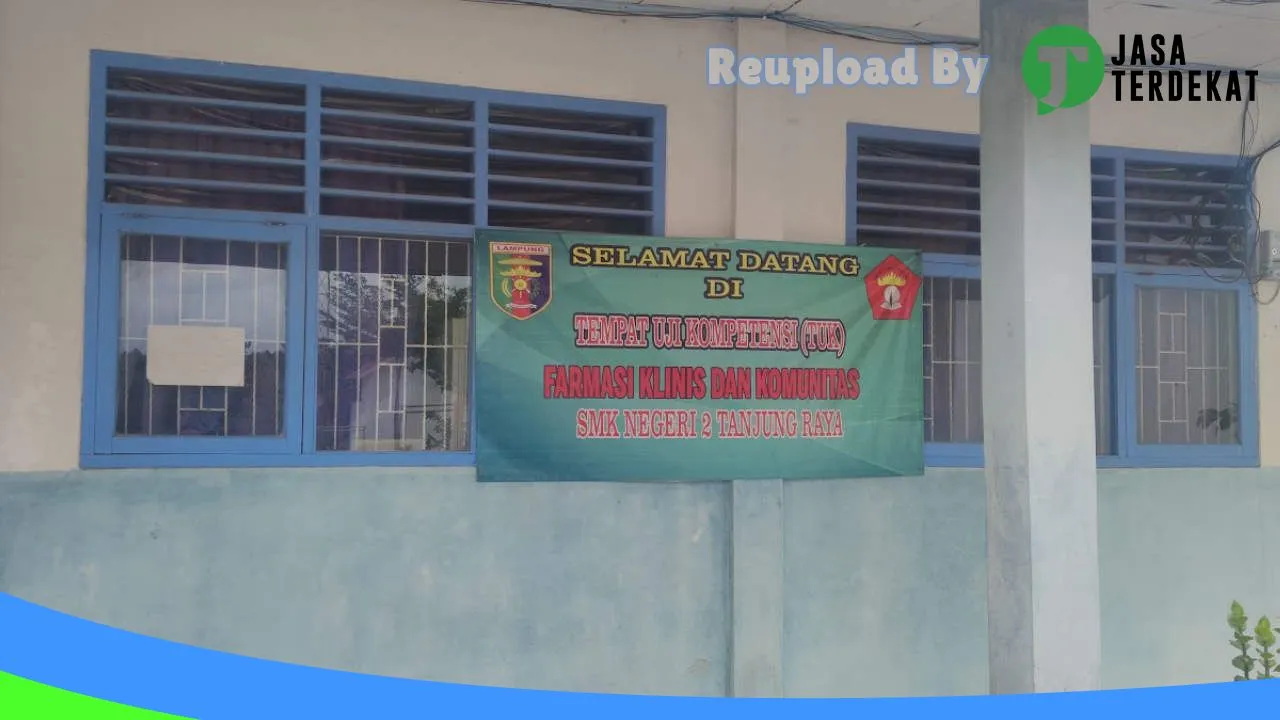 Reupload By
JASA
TERDEKAT
LAMPUNG
SELAMAT DATANG
DI
TEMPAT UJI KOMPETENSI (TUK)
FARMASI KLINIS DAN KOMUNITAS
SMK NEGERI 2 TANJUNG RAYA